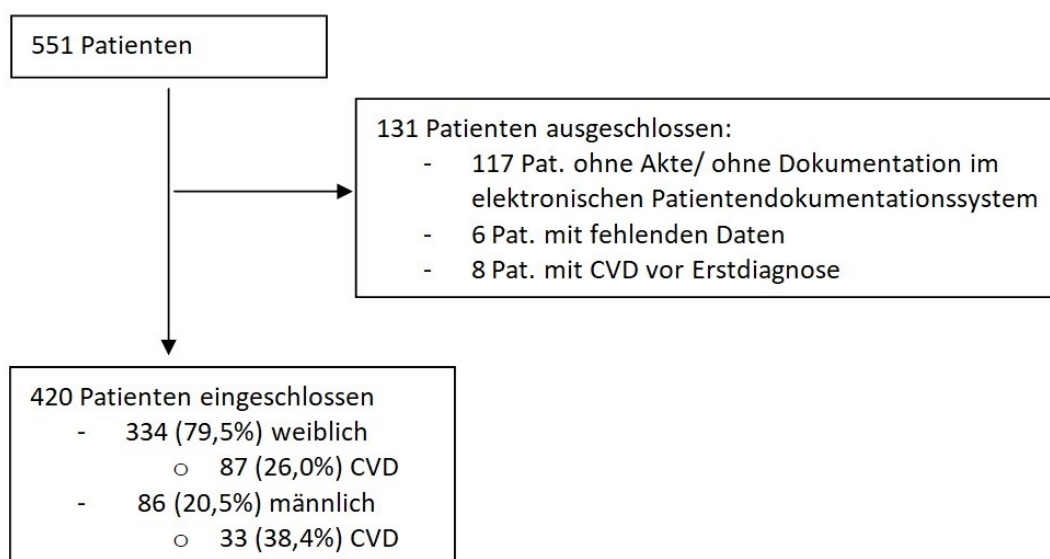 551 Patienten
131 Patienten ausgeschlossen:
- 117 Pat. ohne Akte/ ohne Dokumentation im
elektronischen Patientendokumentationssystem
- 6 Pat. mit fehlenden Daten
- 8 Pat. mit CVD vor Erstdiagnose
420 Patienten eingeschlossen
- 334 (79,5%) weiblich
o 87 (26,0%) CVD
- 86 (20,5%) männlich
o 33 (38,4%) CVD